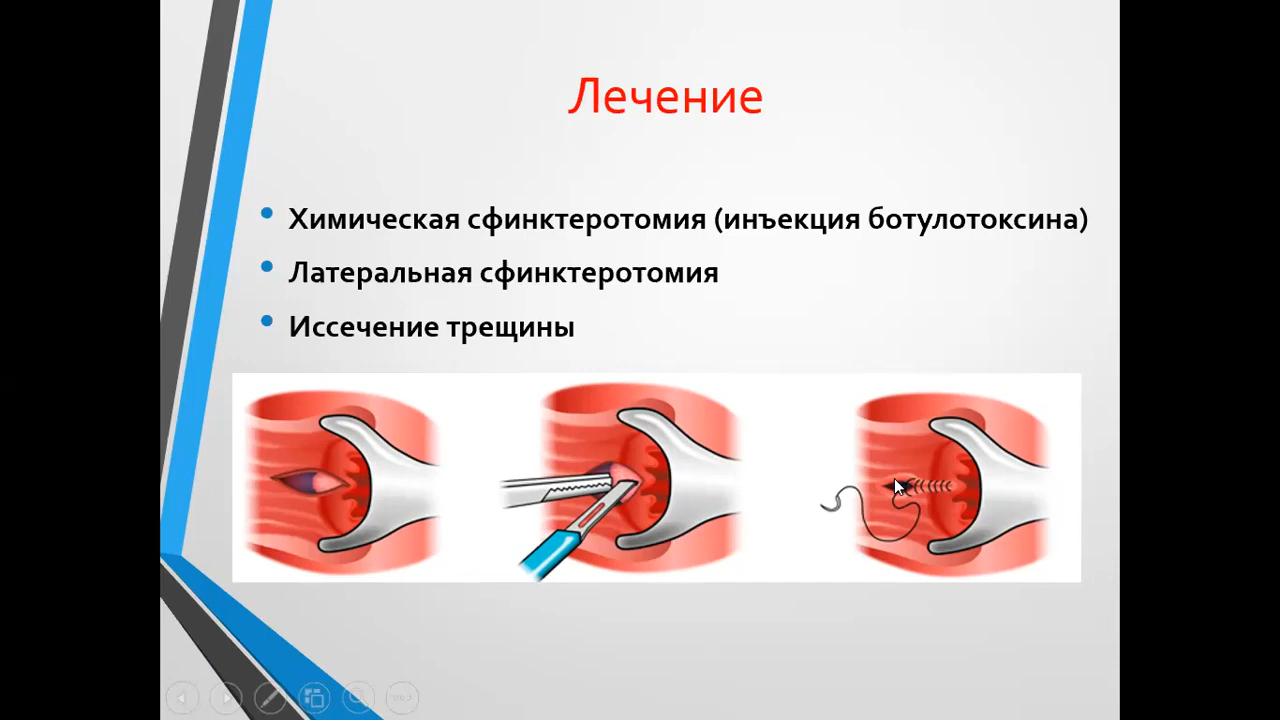 Лечение
Химическая сфинктеротомия (инъекция ботулотоксина)
Латеральная сфинктеротомия
Иссечение трещины